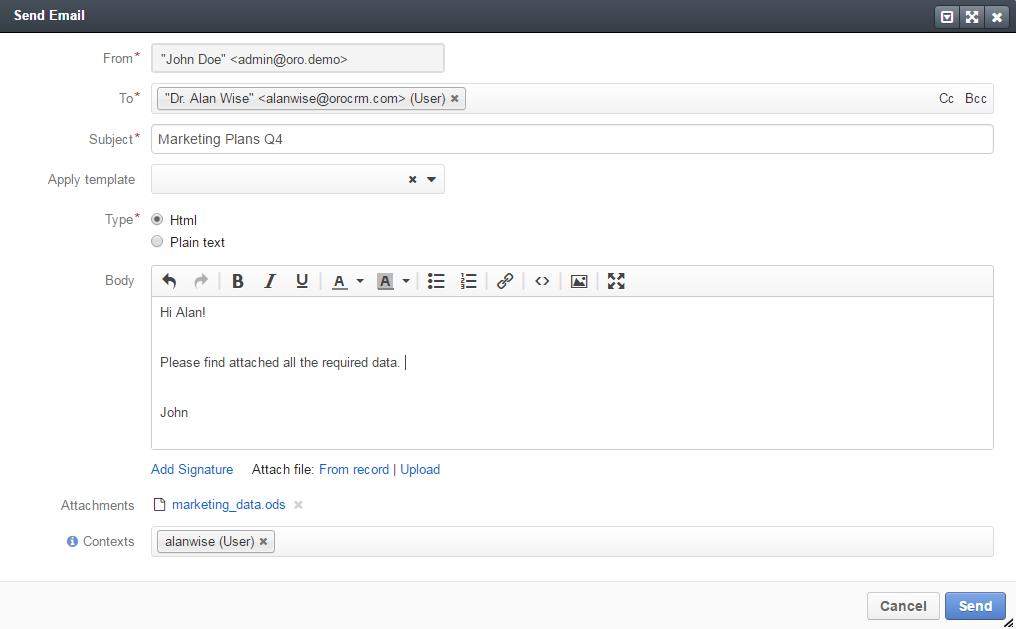 Send Email
From* "John Doe" <admin@oro.demo>
To* "Dr. Alan Wise" <alanwise@orocrm.com> (User) Cc Bcc
Subject* Marketing Plans Q4
Apply template
Type* Html
Plain text
Body B I U A A
Hi Alan!
Please find attached all the required data.
John
Add Signature Attach file: From record | Upload
Attachments marketing_data.ods
Contexts alanwise (User)
Cancel Send